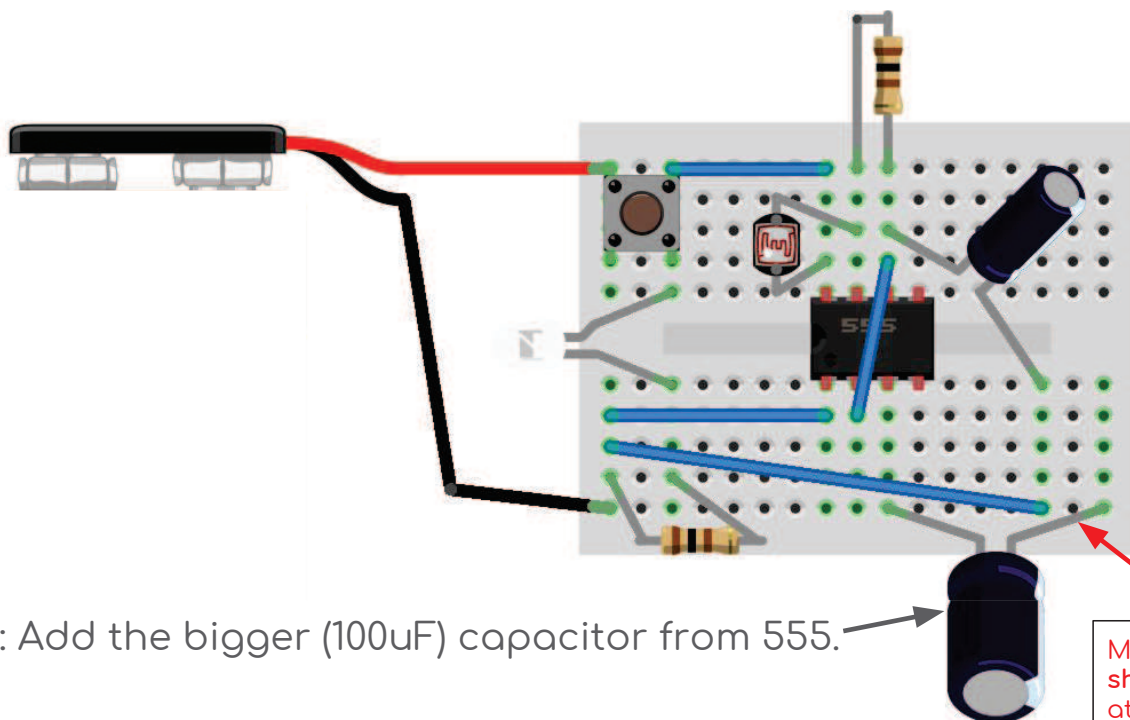 555
: Add the bigger (100uF) capacitor from 555.
M
sh
at